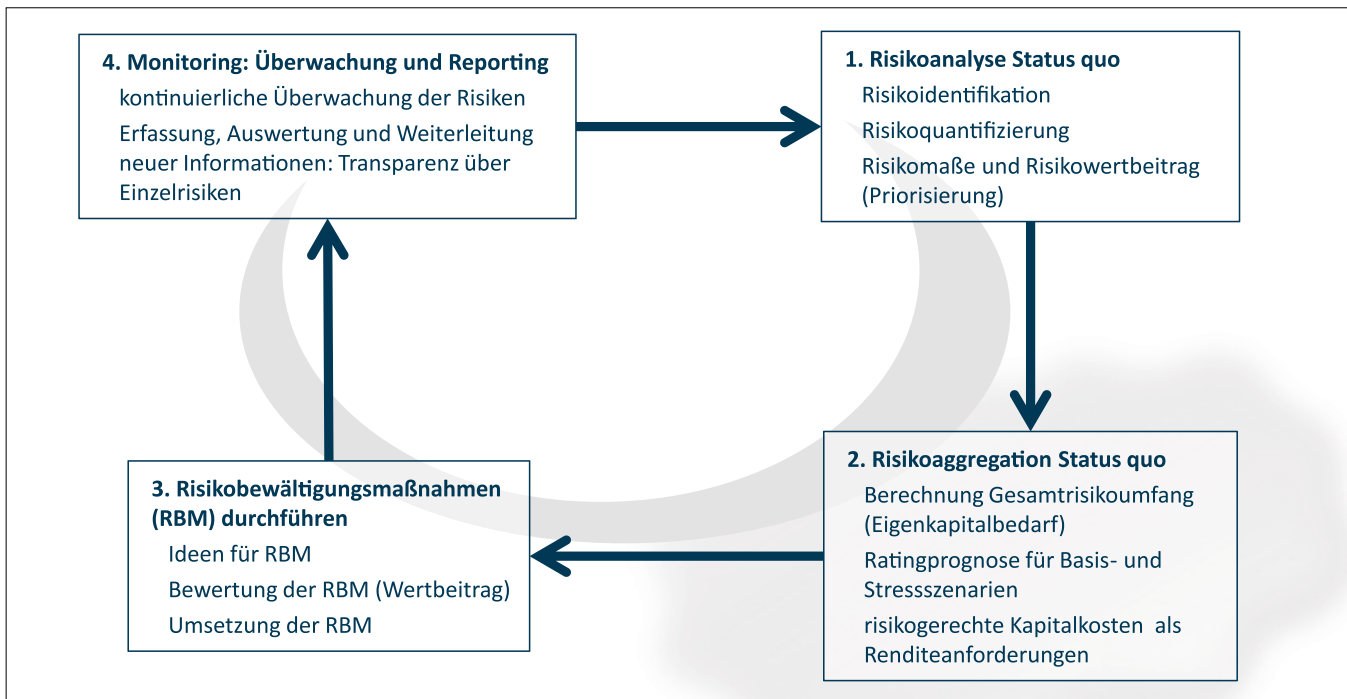 4. Monitoring: Überwachung und Reporting
kontinuierliche Überwachung der Risiken
Erfassung, Auswertung und Weiterleitung
neuer Informationen: Transparenz über
Einzelrisiken
1. Risikoanalyse Status quo
Risikoidentifikation
Risikoquantifizierung
Risikomaße und Risikowertbeitrag
(Priorisierung)
2. Risikoaggregation Status quo
Berechnung Gesamtrisikoumfang
(Eigenkapitalbedarf)
Ratingprognose für Basis- und
Stressszenarien
risikogerechte Kapitalkosten als
Renditeanforderungen
3. Risikobewältigungsmaßnahmen
(RBM) durchführen
Ideen für RBM
Bewertung der RBM (Wertbeitrag)
Umsetzung der RBM